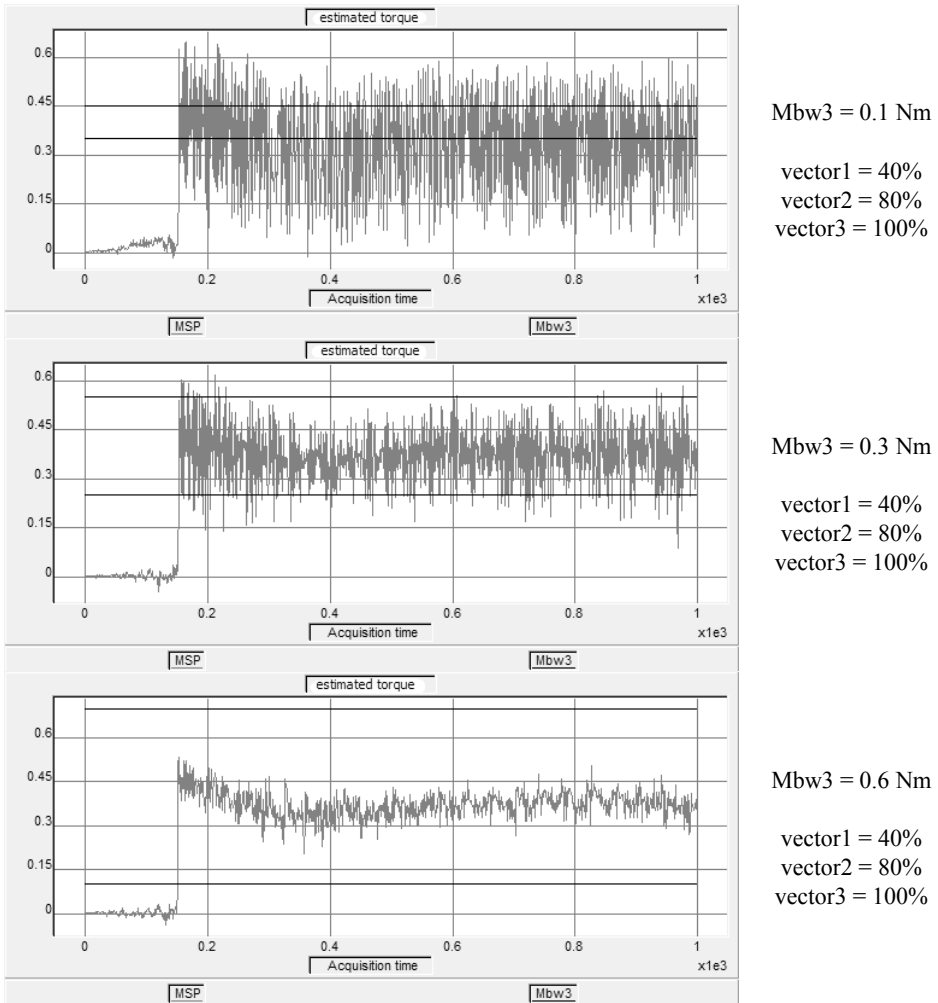 estimated torque
0.6
0.45
0.3
0.15
0
0 0.2 0.4 0.6 0.8 1
Acquisition time x1e3
MSP Mbw3
Mbw3 = 0.1 Nm
vector1 = 40%
vector2 = 80%
vector3 = 100%
estimated torque
0.6
0.45
0.3
0.15
0
0 0.2 0.4 0.6 0.8 1
Acquisition time x1e3
MSP Mbw3
Mbw3 = 0.3 Nm
vector1 = 40%
vector2 = 80%
vector3 = 100%
estimated torque
0.6
0.45
0.3
0.15
0
0 0.2 0.4 0.6 0.8 1
Acquisition time x1e3
MSP Mbw3
Mbw3 = 0.6 Nm
vector1 = 40%
vector2 = 80%
vector3 = 100%